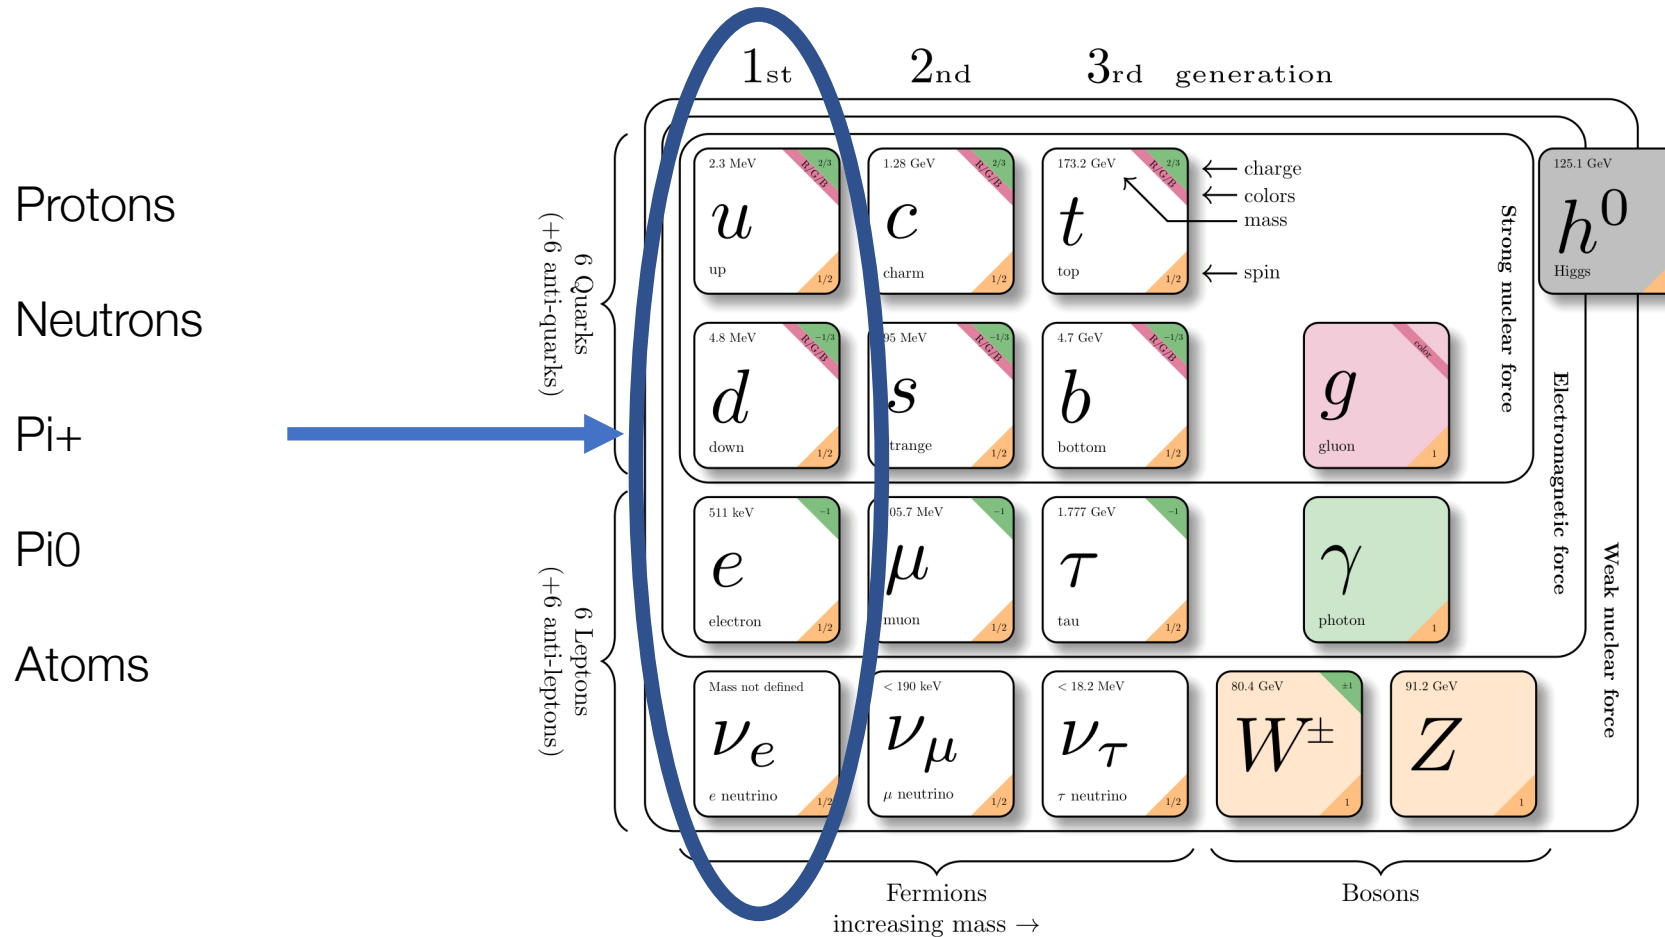 1st 2nd 3rd generation
Protons
Neutrons
Pi+
Pi0
Atoms
6 Quarks
(+6 anti-quarks)
6 Leptons
(+6 anti-leptons)
2.3 MeV
2/3
R/G/B
u
up
1/2
1.28 GeV
2/3
R/G/B
c
charm
1/2
173.2 GeV
2/3
R/G/B
t
top
1/2
charge
colors
mass
spin
4.8 MeV
−1/3
R/G/B
d
down
1/2
95 MeV
−1/3
R/G/B
s
trange
1/2
4.7 GeV
−1/3
R/G/B
b
bottom
1/2
color
g
gluon
1
Strong nuclear force
125.1 GeV
h0
Higgs
511 keV
−1
e
electron
1/2
05.7 MeV
−1
μ
muon
1/2
1.777 GeV
−1
τ
tau
1/2
γ
photon
1
Electromagnetic force
Mass not defined
νe
e neutrino
1/2
< 190 keV
νμ
μ neutrino
1/2
< 18.2 MeV
ντ
τ neutrino
1/2
80.4 GeV
±1
W±
1
91.2 GeV
Z
1
Weak nuclear force
Fermions
increasing mass →
Bosons